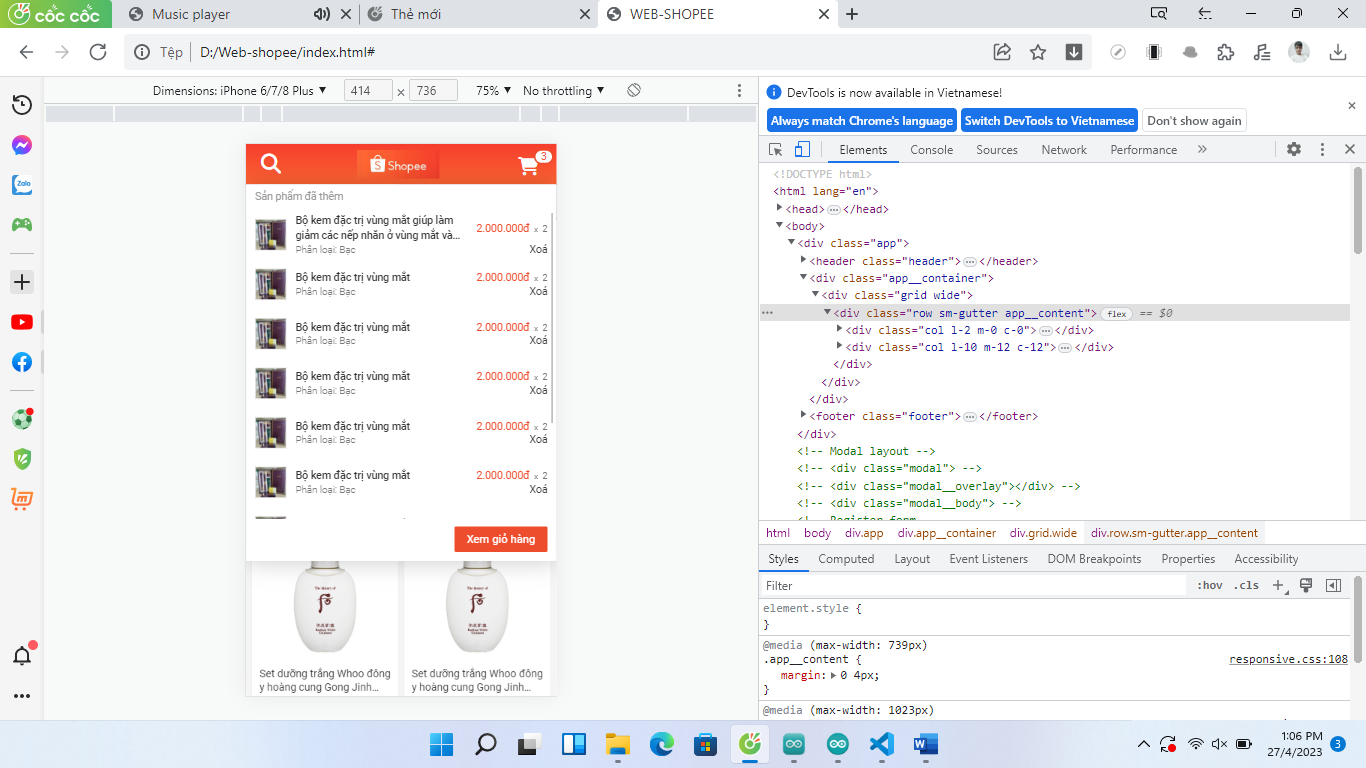 cốc cốc
Music player
Thẻ mới
WEB-SHOPEE
Tệp
D:/Web-shopee/index.html#
Dimensions: iPhone 6/7/8 Plus ▼
414 × 736
75% ▼
No throttling ▼
DevTools is now available in Vietnamese!
Always match Chrome's language
Switch DevTools to Vietnamese
Don't show again
Elements
Console
Sources
Network
Performance
»
Zalo
Shopee
3
Sản phẩm đã thêm
Bộ kem đặc trị vùng mắt giúp làm
giảm các nếp nhăn ở vùng mắt và...
2.000.000đ x 2
Phân loại: Bạc
Xoá
Bộ kem đặc trị vùng mắt
2.000.000đ x 2
Phân loại: Bạc
Xoá
Bộ kem đặc trị vùng mắt
2.000.000đ x 2
Phân loại: Bạc
Xoá
Bộ kem đặc trị vùng mắt
2.000.000đ x 2
Phân loại: Bạc
Xoá
Bộ kem đặc trị vùng mắt
2.000.000đ x 2
Phân loại: Bạc
Xoá
Bộ kem đặc trị vùng mắt
2.000.000đ x 2
Phân loại: Bạc
Xoá
Xem giỏ hàng
The history of
Set dưỡng trắng Whoo đông
y hoàng cung Gong Jinh...
Set dưỡng trắng Whoo đông
y hoàng cung Gong Jinh...
<!DOCTYPE html>
<html lang="en">
<head>…</head>
<body>
<div class="app">
<header class="header">…</header>
<div class="app__container">
<div class="grid wide">
<div class="row sm-gutter app__content"> flex == $0
<div class="col l-2 m-0 c-0">…</div>
<div class="col l-10 m-12 c-12">…</div>
</div>
</div>
</div>
<footer class="footer">…</footer>
</div>
<!-- Modal layout -->
<!-- <div class="modal"> -->
<!-- <div class="modal__overlay"></div> -->
<!-- <div class="modal__body"> -->
<!-- Register form
html
body
div.app
div.app__container
div.grid.wide
div.row.sm-gutter.app__content
Styles
Computed
Layout
Event Listeners
DOM Breakpoints
Properties
Accessibility
Filter
:hov
.cls
element.style {
}
@media (max-width: 739px)
.app__content {
responsive.css:108
margin: 0 4px;
}
@media (max-width: 1023px)
1:06 PM
27/4/2023
3